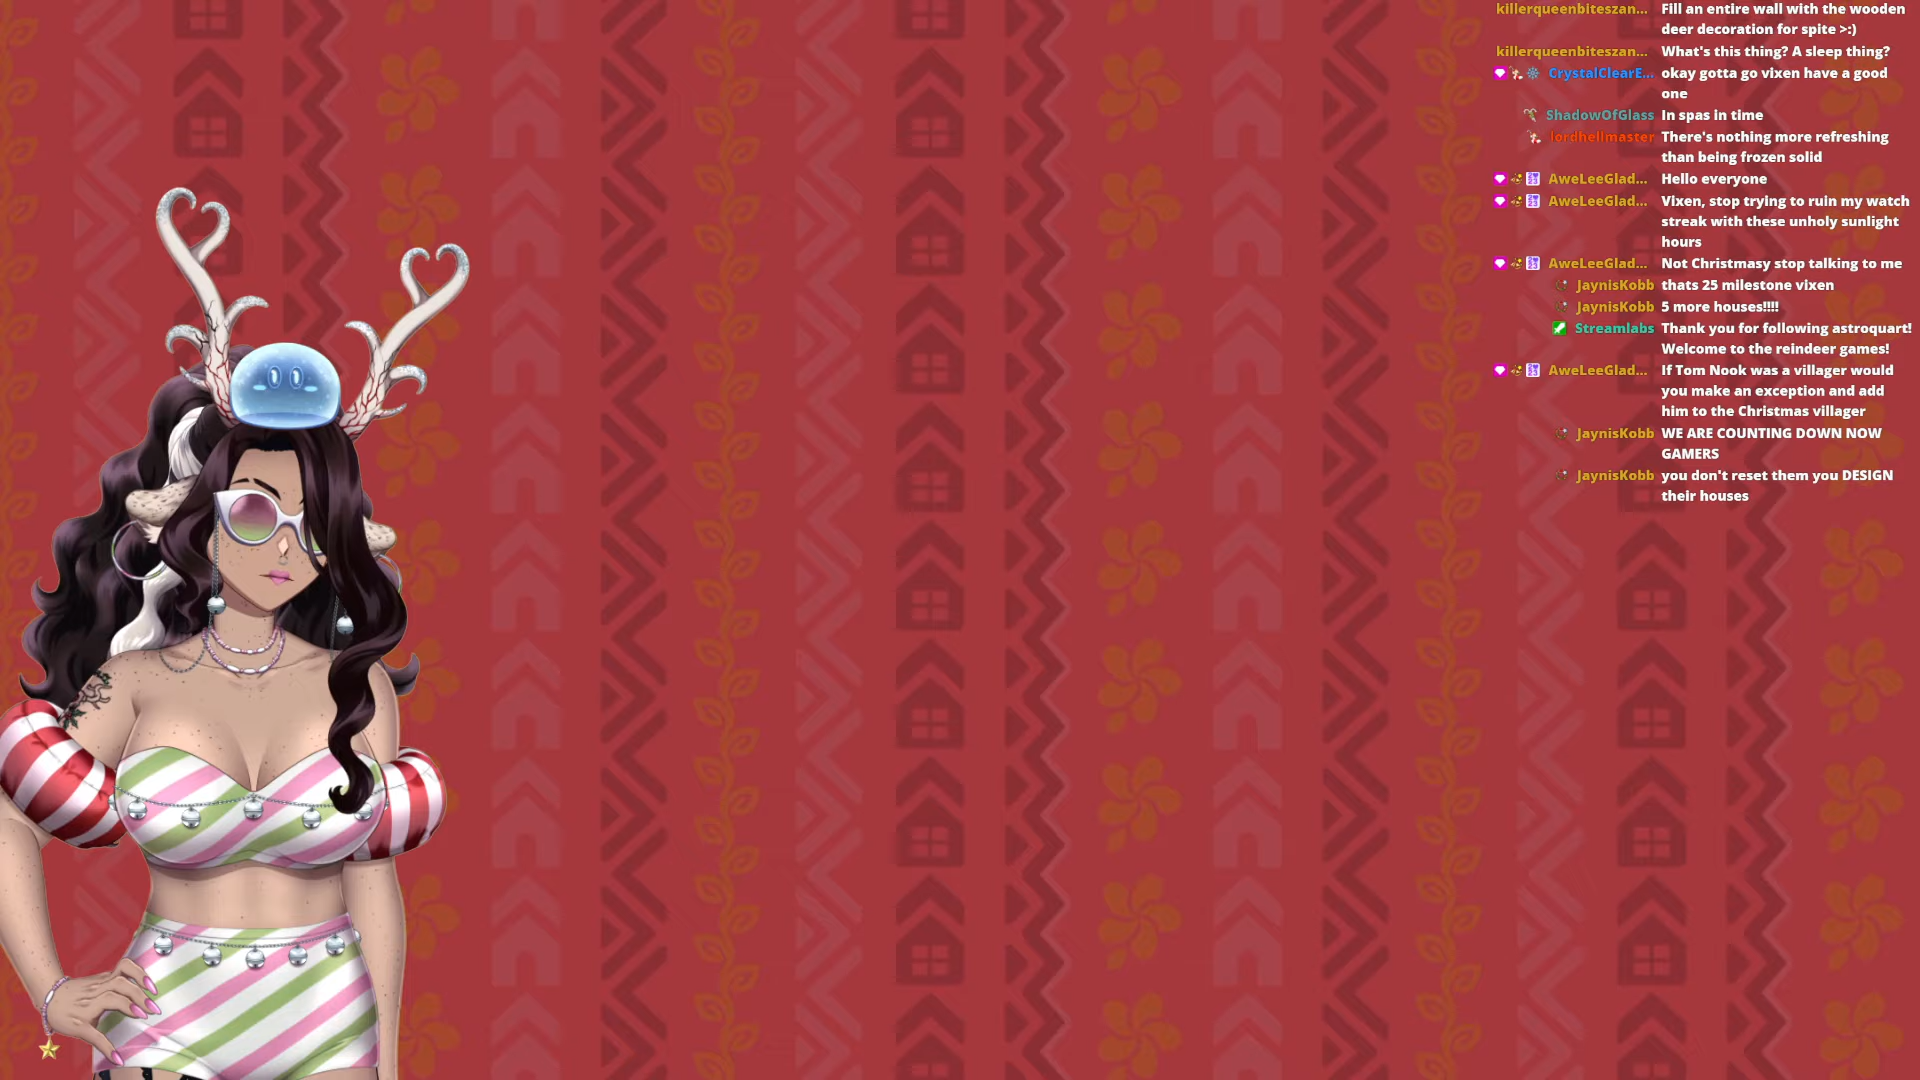 killerqueenbiteszan... Fill an entire wall with the wooden
deer decoration for spite >:)
killerqueenbiteszan... What's this thing? A sleep thing?
CrystalClearE... okay gotta go vixen have a good
one
ShadowOfGlass In spas in time
lordhellmaster There's nothing more refreshing
than being frozen solid
AweLeeGlad... Hello everyone
AweLeeGlad... Vixen, stop trying to ruin my watch
streak with these unholy sunlight
hours
AweLeeGlad... Not Christmasy stop talking to me
JaynisKobb thats 25 milestone vixen
JaynisKobb 5 more houses!!!!
Streamlabs Thank you for following astroquart!
Welcome to the reindeer games!
AweLeeGlad... If Tom Nook was a villager would
you make an exception and add
him to the Christmas villager
JaynisKobb WE ARE COUNTING DOWN NOW
GAMERS
JaynisKobb you don't reset them you DESIGN
their houses